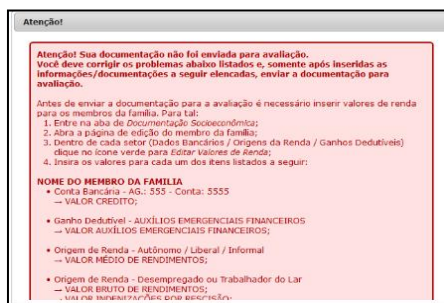 Atenção!
Atenção! Sua documentação não foi enviada para avaliação.
Você deve corrigir os problemas abaixo listados e, somente após inseridas as
informações/documentações a seguir elencadas, enviar a documentação para
avaliação.
Antes de enviar a documentação para a avaliação é necessário inserir valores de renda
para os membros da família. Para tal:
1. Entre na aba de Documentação Socioeconômica;
2. Abra a página de edição do membro da família;
3. Dentro de cada setor (Dados Bancários / Origens da Renda / Ganhos Dedutíveis)
clique no ícone verde para Editar Valores de Renda;
4. Insira os valores para cada um dos itens listados a seguir:
NOME DO MEMBRO DA FAMILIA
• Conta Bancária - AG.: 555 - Conta: 5555
→ VALOR CREDITO;
• Ganho Dedutível - AUXÍLIOS EMERGENCIAIS FINANCEIROS
→ VALOR AUXÍLIOS EMERGENCIAIS FINANCEIROS;
• Origem de Renda - Autônomo / Liberal / Informal
→ VALOR MÉDIO DE RENDIMENTOS;
• Origem de Renda - Desempregado ou Trabalhador do Lar
→ VALOR BRUTO DE RENDIMENTOS;
→ VALOR INDENIZAÇÕES POR RESCISÃO;